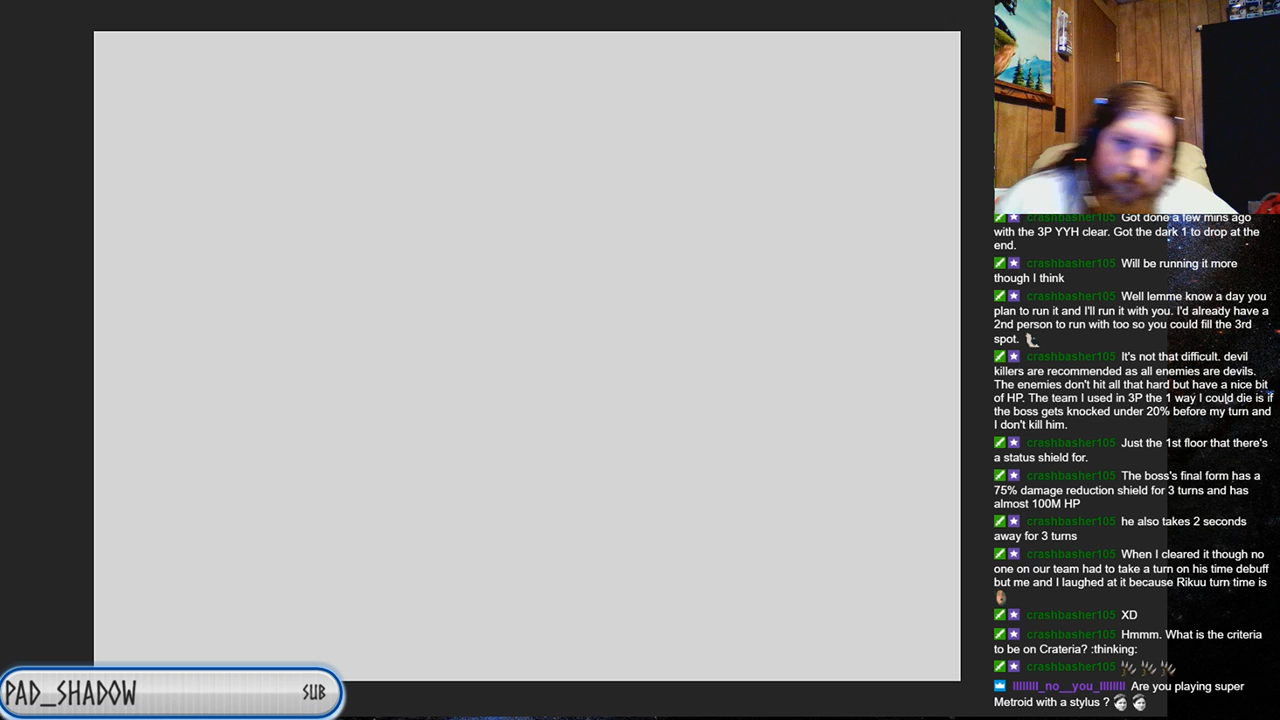 crashbasher105 Got done a few mins ago
with the 3P YYH clear. Got the dark 1 to drop at the
end.
crashbasher105 Will be running it more
though I think
crashbasher105 Well lemme know a day you
plan to run it and I'll run it with you. I'd already have a
2nd person to run with too so you could fill the 3rd
spot.
crashbasher105 It's not that difficult. devil
killers are recommended as all enemies are devils.
The enemies don't hit all that hard but have a nice bit
of HP. The team I used in 3P the 1 way I could die is if
the boss gets knocked under 20% before my turn and
I don't kill him.
crashbasher105 Just the 1st floor that there's
a status shield for.
crashbasher105 The boss's final form has a
75% damage reduction shield for 3 turns and has
almost 100M HP
crashbasher105 he also takes 2 seconds
away for 3 turns
crashbasher105 When I cleared it though no
one on our team had to take a turn on his time debuff
but me and I laughed at it because Rikuu turn time is
crashbasher105 XD
crashbasher105 Hmmm. What is the criteria
to be on Crateria? :thinking:
crashbasher105
llllllll_no__you_llllllll Are you playing super
Metroid with a stylus ?
PAD_SHADOW SUB